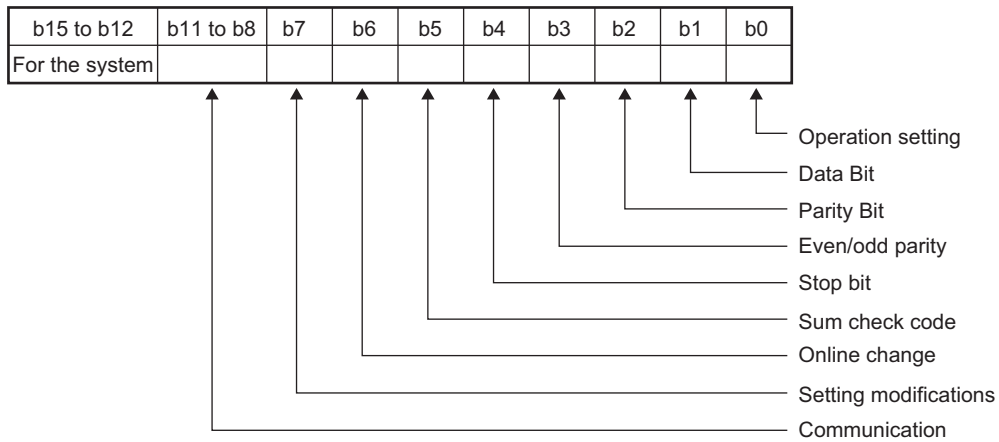 b15 to b12 b11 to b8 b7 b6 b5 b4 b3 b2 b1 b0
For the system
Operation setting
Data Bit
Parity Bit
Even/odd parity
Stop bit
Sum check code
Online change
Setting modifications
Communication